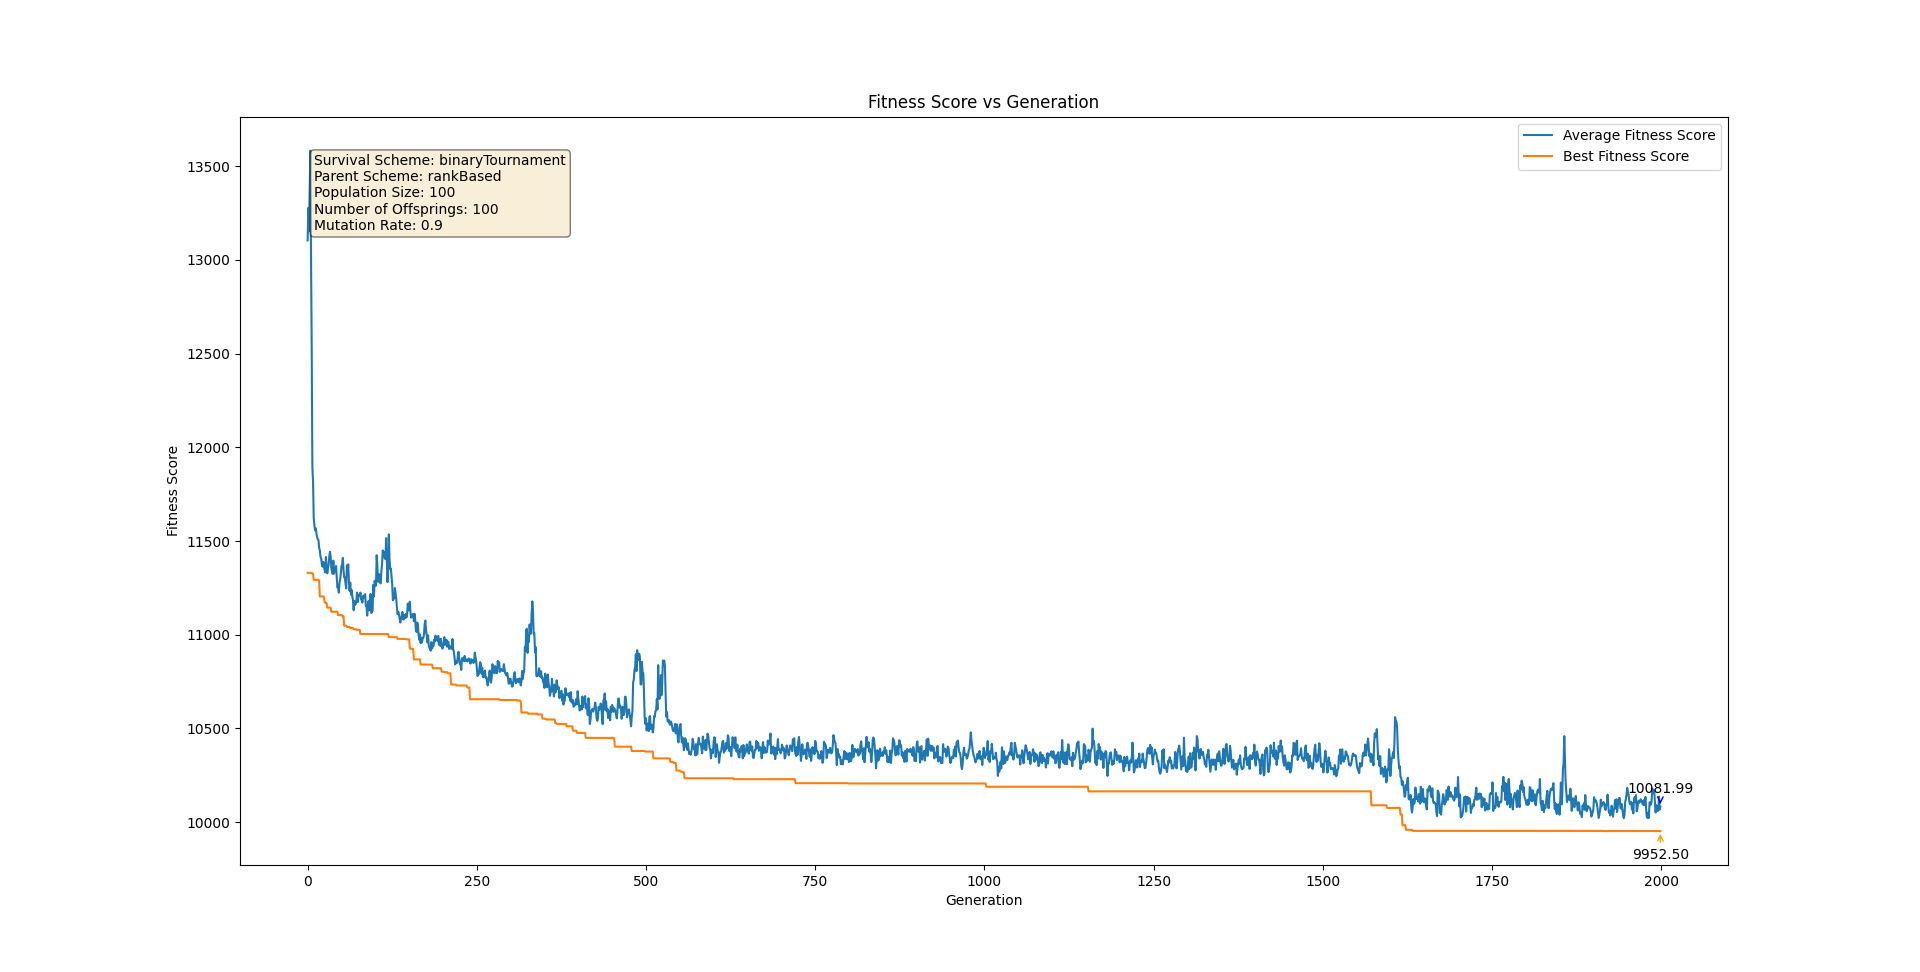 Fitness Score vs Generation
Average Fitness Score
Best Fitness Score
Survival Scheme: binaryTournament
Parent Scheme: rankBased
Population Size: 100
Number of Offsprings: 100
Mutation Rate: 0.9
Fitness Score
13500
13000
12500
12000
11500
11000
10500
10000
10081.99
9952.50
0 250 500 750 1000 1250 1500 1750 2000
Generation